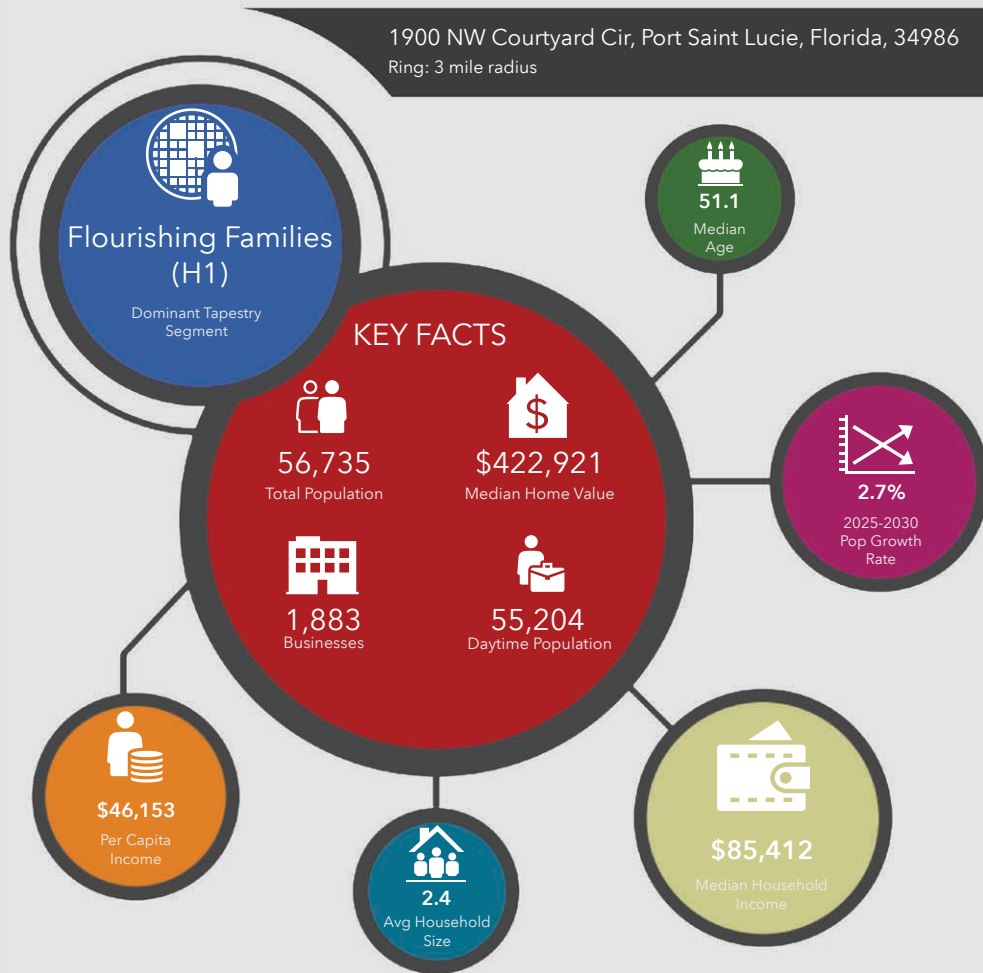 1900 NW Courtyard Cir, Port Saint Lucie, Florida, 34986
Ring: 3 mile radius
Flourishing Families
(H1)
Dominant Tapestry
Segment
51.1
Median
Age
KEY FACTS
56,735
Total Population
$422,921
Median Home Value
1,883
Businesses
55,204
Daytime Population
2.7%
2025-2030
Pop Growth
Rate
$46,153
Per Capita
Income
2.4
Avg Household
Size
$85,412
Median Household
Income